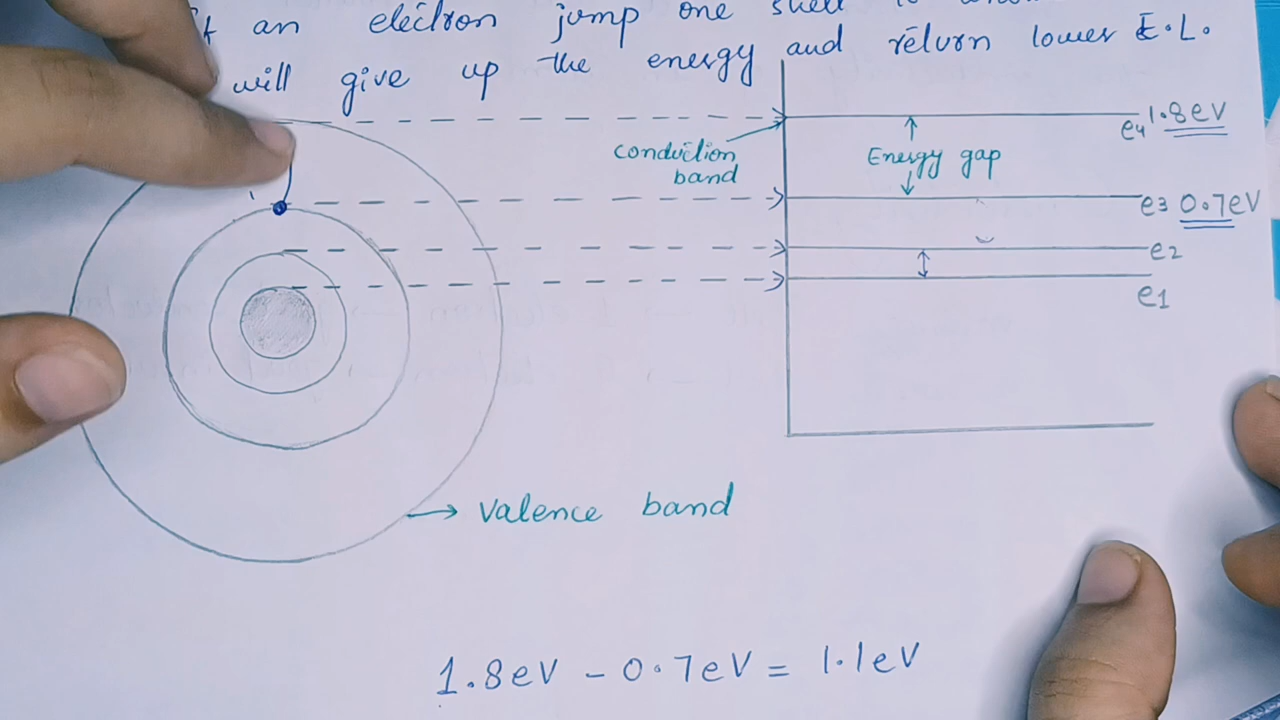 an electron jump one shell
will give up the energy and return lower E.L.
e4 1.8eV
conduction band
Energy gap
e3 0.7eV
e2
e1
→ Valence band
1.8eV - 0.7eV = 1.1eV